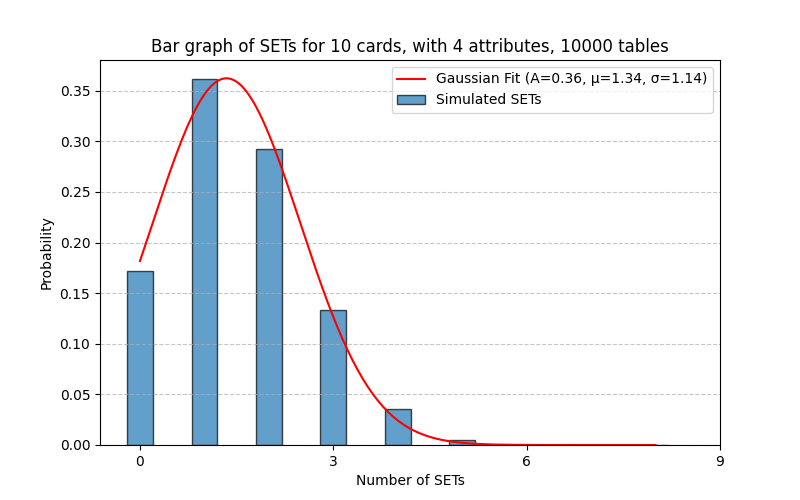 Bar graph of SETs for 10 cards, with 4 attributes, 10000 tables
Gaussian Fit (A=0.36, μ=1.34, σ=1.14)
Simulated SETs
Probability
0.35
0.30
0.25
0.20
0.15
0.10
0.05
0.00
0 3 6 9
Number of SETs